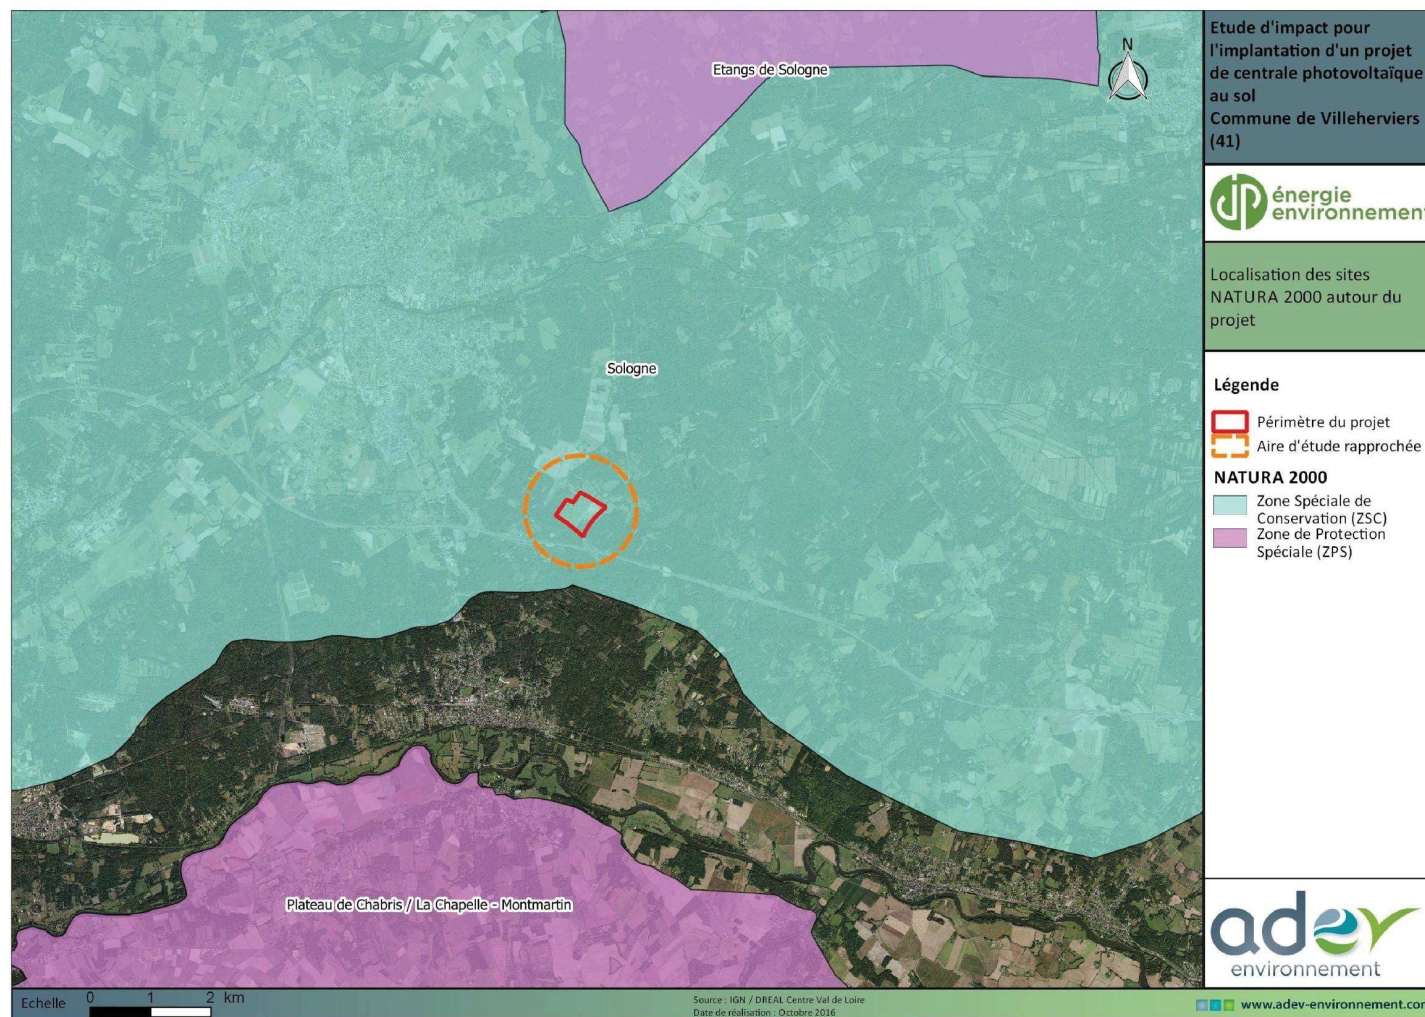 Etangs de Sologne
N
Sologne
Plateau de Chabris / La Chapelle - Montmartin
Etude d'impact pour
l'implantation d'un projet
de centrale photovoltaïque
au sol
Commune de Villeherviers
(41)
énergie
environnement
Localisation des sites
NATURA 2000 autour du
projet
Légende
Périmètre du projet
Aire d'étude rapprochée
NATURA 2000
Zone Spéciale de
Conservation (ZSC)
Zone de Protection
Spéciale (ZPS)
adev
environnement
Echelle 0 1 2 km
Source : IGN / DREAL Centre Val de Loire
Date de réalisation : Octobre 2016
www.adev-environnement.com